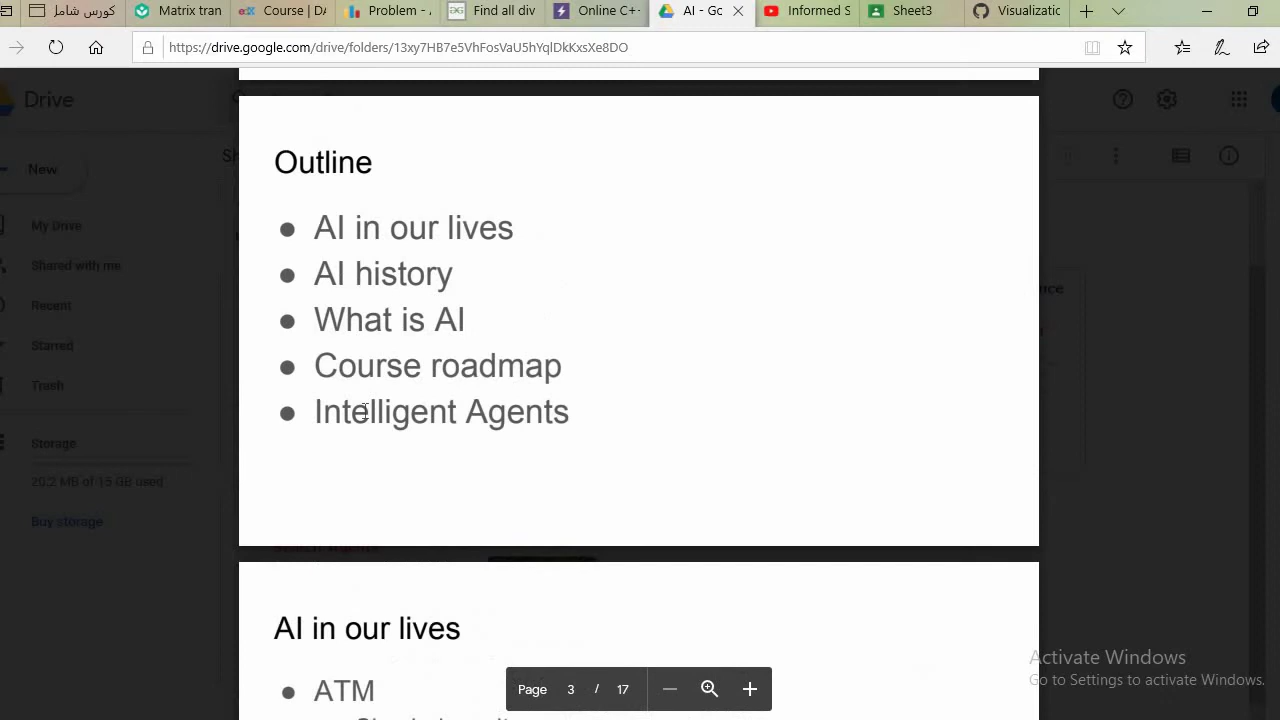 كورس شامل
Matrix tran
Course | DA
Problem -
Find all div
Online C+
AI - Go
Informed S
Sheet3
Visualizatic
https://drive.google.com/drive/folders/13xy7HB7e5VhFosVaU5hYqlDkKxsXe8DO
Drive
Outline
New
My Drive
Shared with me
Recent
Starred
Trash
Storage
20.2 MB of 15 GB used
Buy storage
● AI in our lives
● AI history
● What is AI
● Course roadmap
● Intelligent Agents
AI in our lives
● ATM
Page 3 / 17
Activate Windows
Go to Settings to activate Windows.